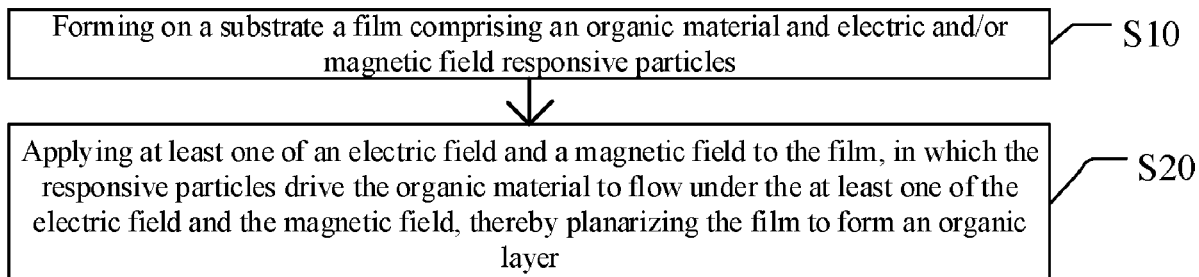 Forming on a substrate a film comprising an organic material and electric and/or
magnetic field responsive particles
S10
Applying at least one of an electric field and a magnetic field to the film, in which the
responsive particles drive the organic material to flow under the at least one of the
electric field and the magnetic field, thereby planarizing the film to form an organic
layer
S20